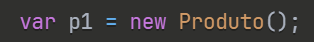 var p1 = new Produto();